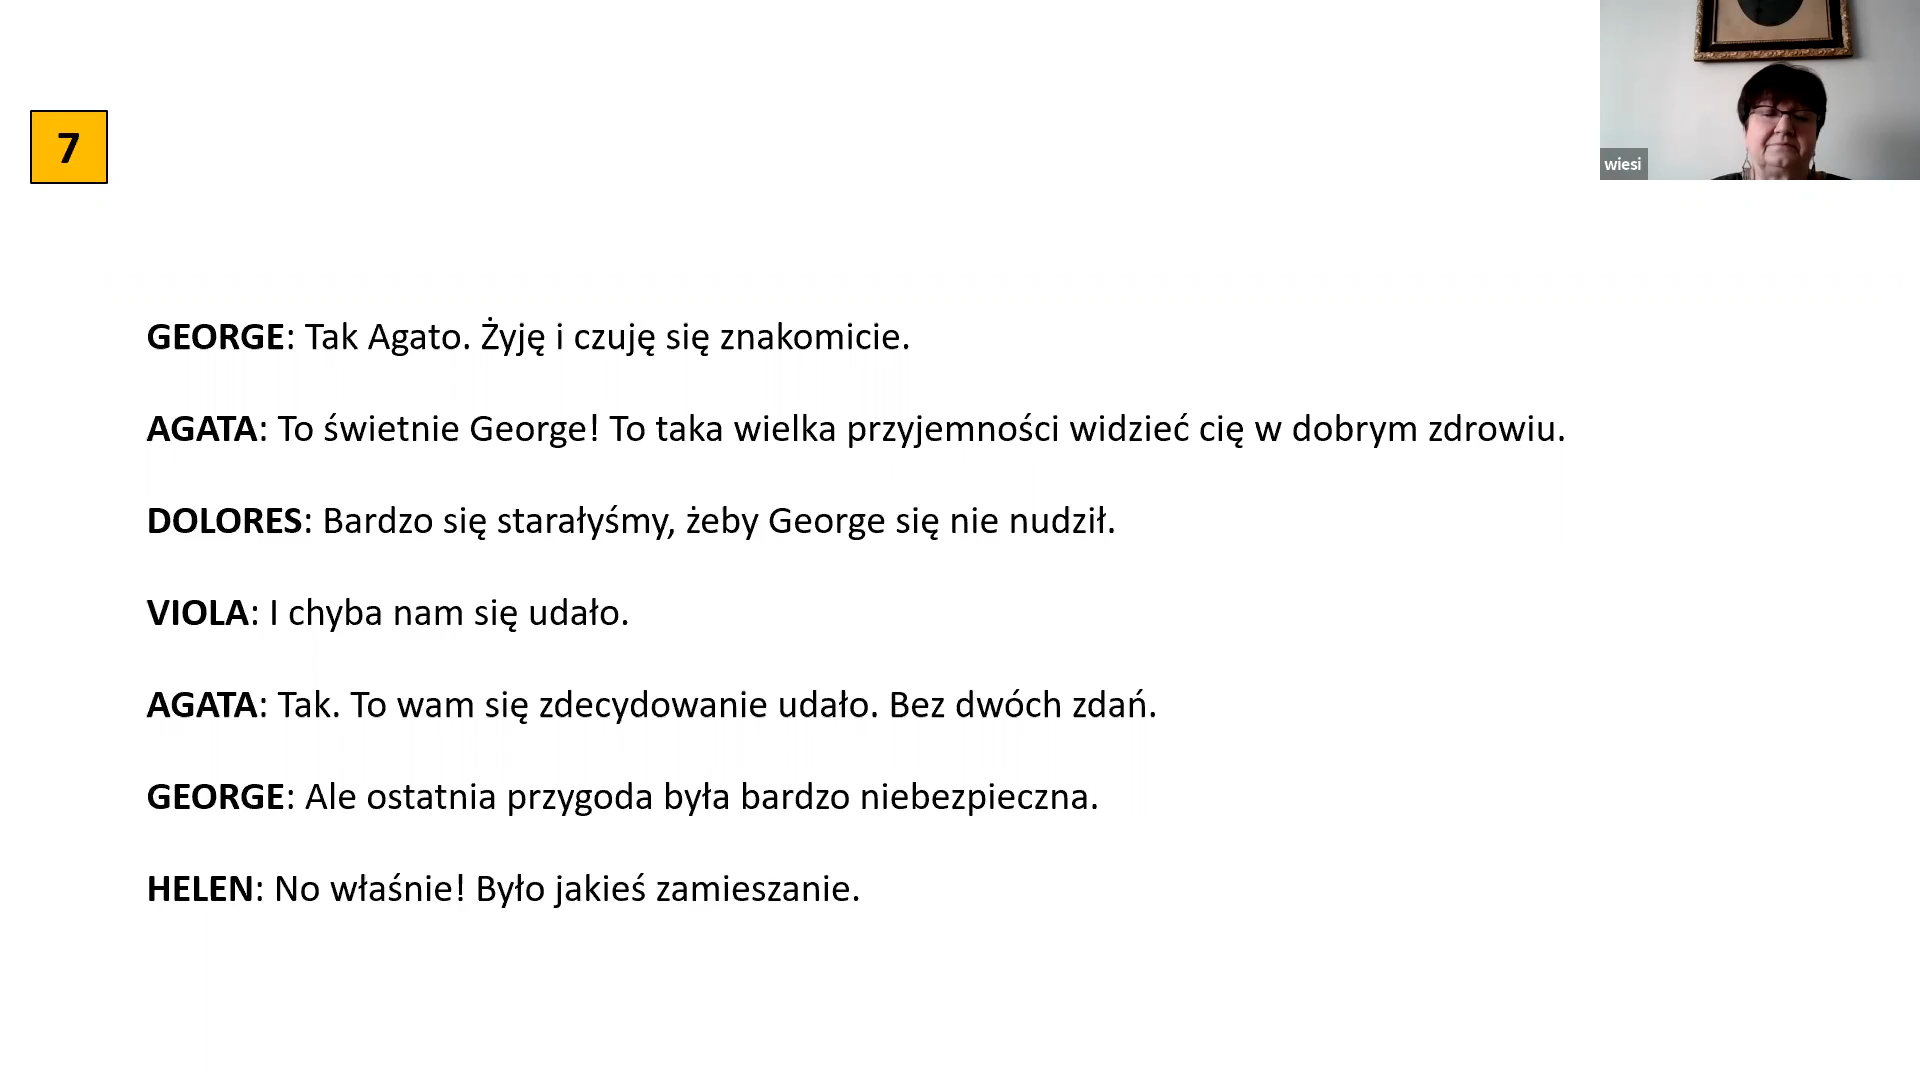 wiesi
7
GEORGE: Tak Agato. Żyję i czuję się znakomicie.
AGATA: To świetnie George! To taka wielka przyjemności widzieć cię w dobrym zdrowiu.
DOLORES: Bardzo się starałyśmy, żeby George się nie nudził.
VIOLA: I chyba nam się udało.
AGATA: Tak. To wam się zdecydowanie udało. Bez dwóch zdań.
GEORGE: Ale ostatnia przygoda była bardzo niebezpieczna.
HELEN: No właśnie! Było jakieś zamieszanie.